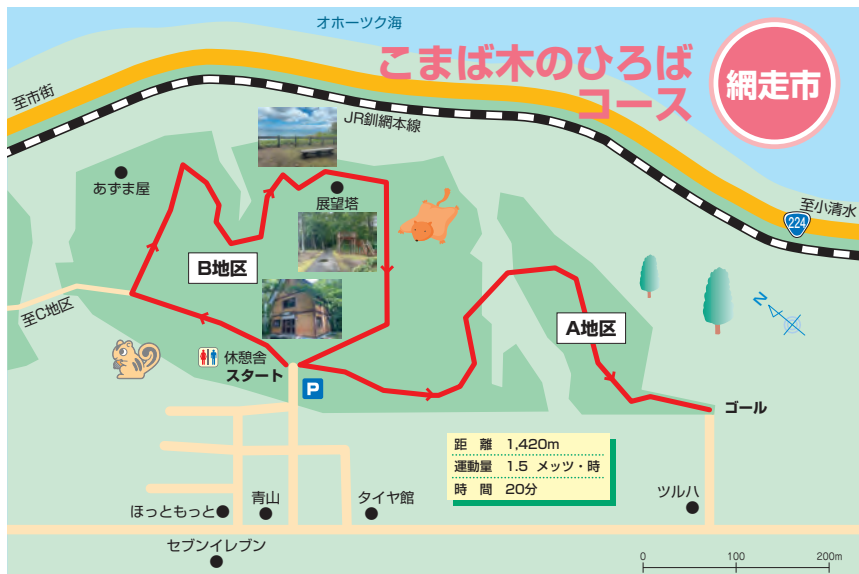 オホーツク海
こまば木のひろば
コース
網走市
至市街
JR釧網本線
至小清水
224
あずま屋
展望塔
B地区
A地区
至C地区
N
休憩舎
スタート
P
ゴール
距　離　1,420m
運動量　1.5 メッツ・時
時　間　20分
ほっともっと
青山
タイヤ館
ツルハ
セブンイレブン
0 100 200m